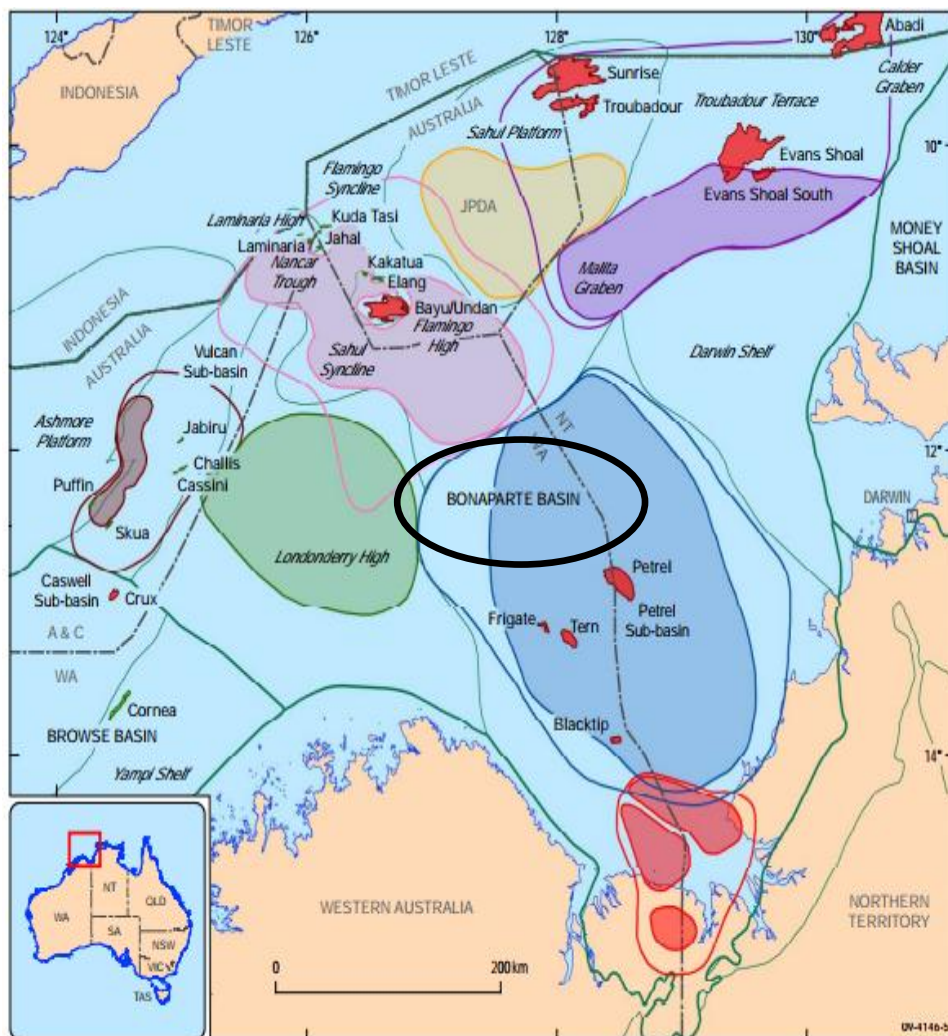 124°
126°
128°
130°
TIMOR
LESTE
INDONESIA
TIMOR LESTE
AUSTRALIA
Abadi
Calder
Graben
Sunrise
Troubadour
Troubadour Terrace
Sahul Platform
10°
Evans Shoal
Evans Shoal South
Flamingo
Syncline
JPDA
Laminaria High
Kuda Tasi
Jahal
Laminaria
Nancar
Trough
Kakatua
Elang
Bayu/Undan
Flamingo
High
Malita
Graben
MONEY
SHOAL
BASIN
INDONESIA
AUSTRALIA
Sahul
Syncline
Darwin Shelf
Vulcan
Sub-basin
Ashmore
Platform
Jabiru
Challis
Cassini
Puffin
Skua
NT
WA
12°
BONAPARTE BASIN
DARWIN
Londonderry High
Petrel
Petrel
Sub-basin
Frigate
Tern
Caswell
Sub-basin
Crux
A & C
WA
Cornea
BROWSE BASIN
Yampi Shelf
Blacktip
14°
WESTERN AUSTRALIA
NORTHERN
TERRITORY
0
200 km
WA
NT
SA
QLD
NSW
VIC
TAS